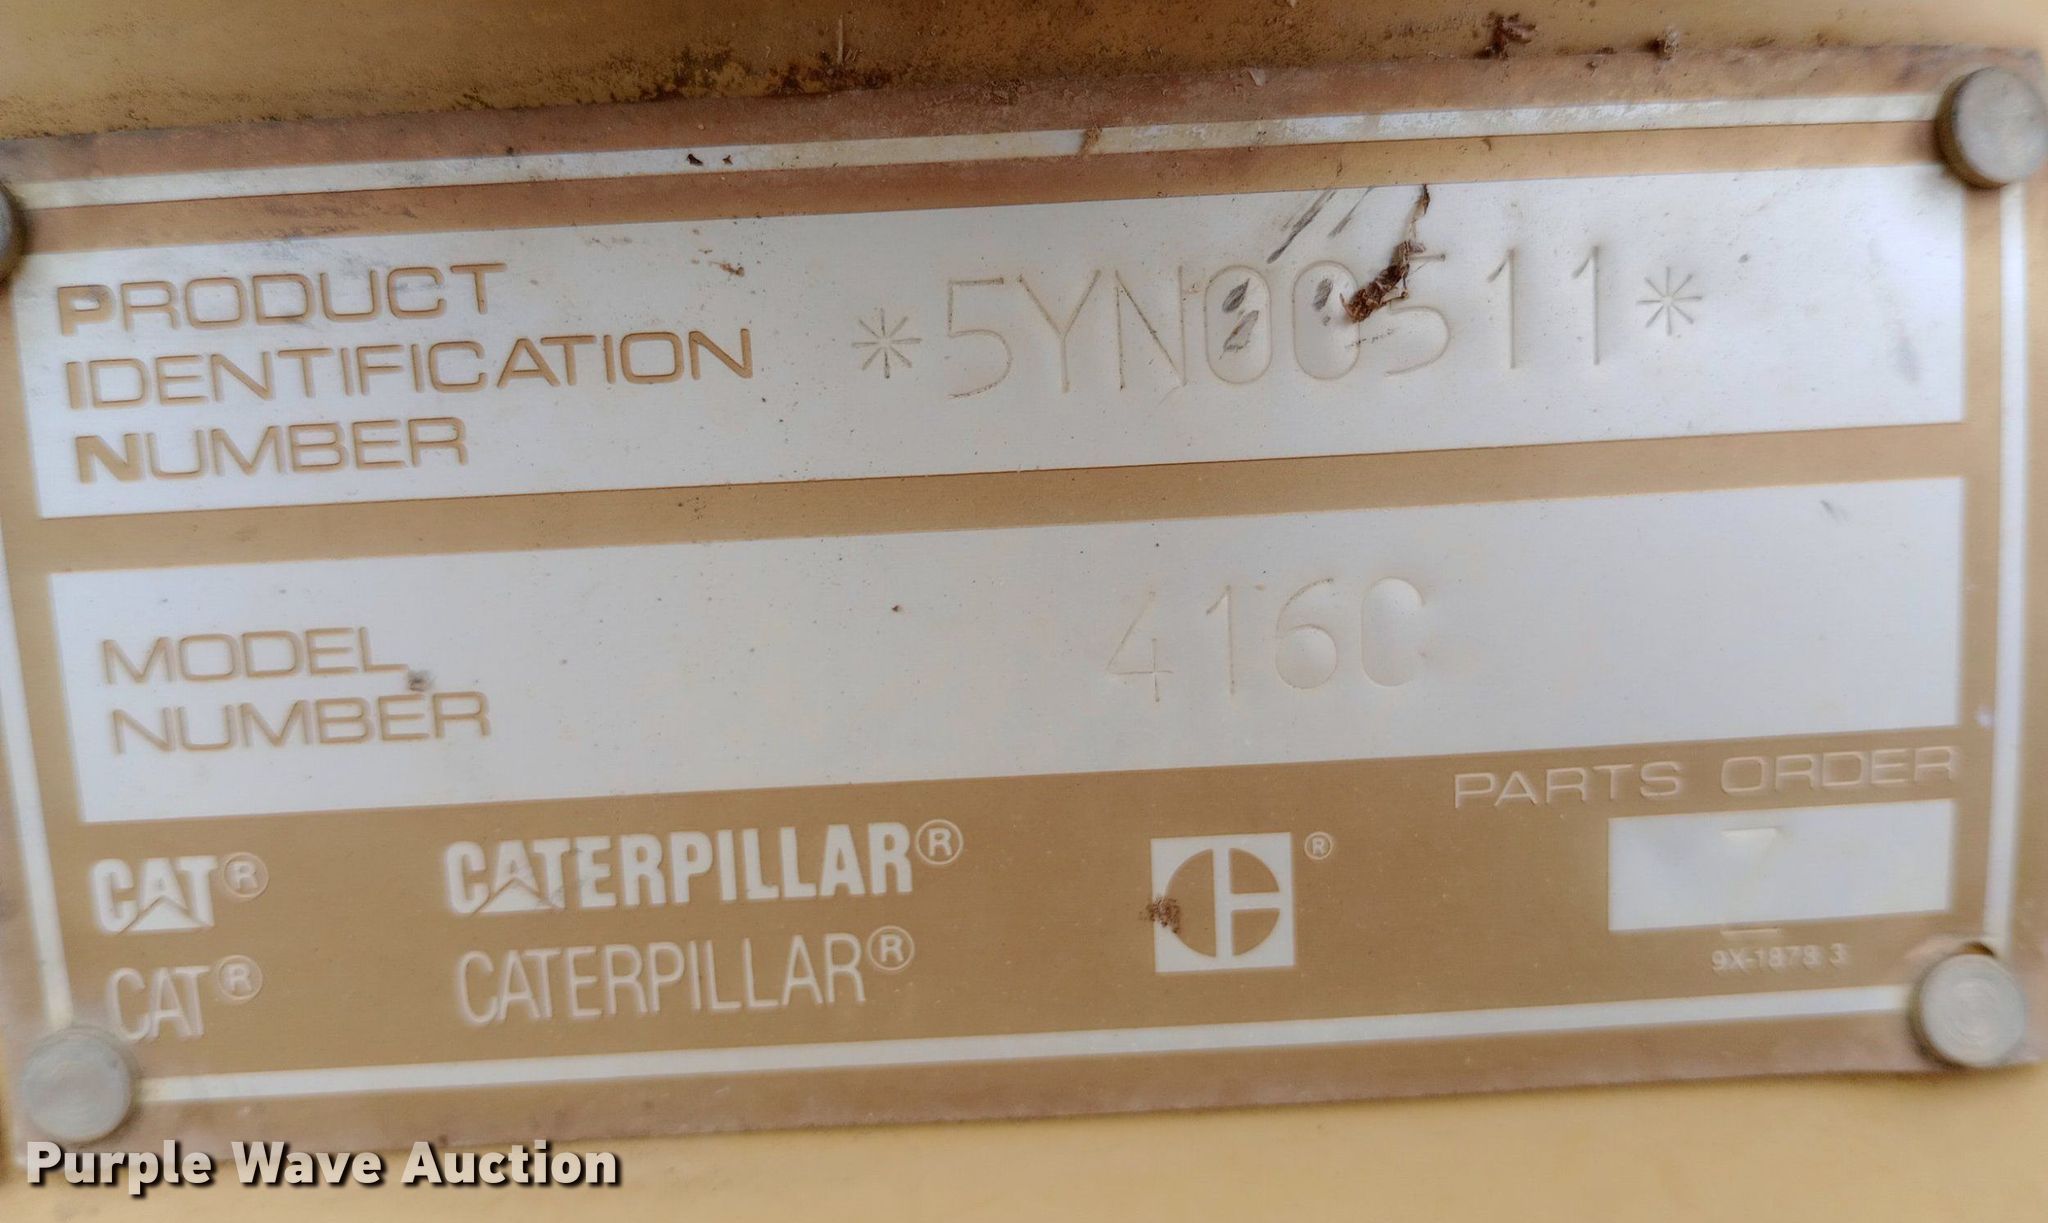 PRODUCT
IDENTIFICATION
NUMBER
*5YN00511*
MODEL
NUMBER
416C
PARTS ORDER
7
CAT® CATERPILLAR® ®
CAT® CATERPILLAR®
9X-1878 3
Purple Wave Auction